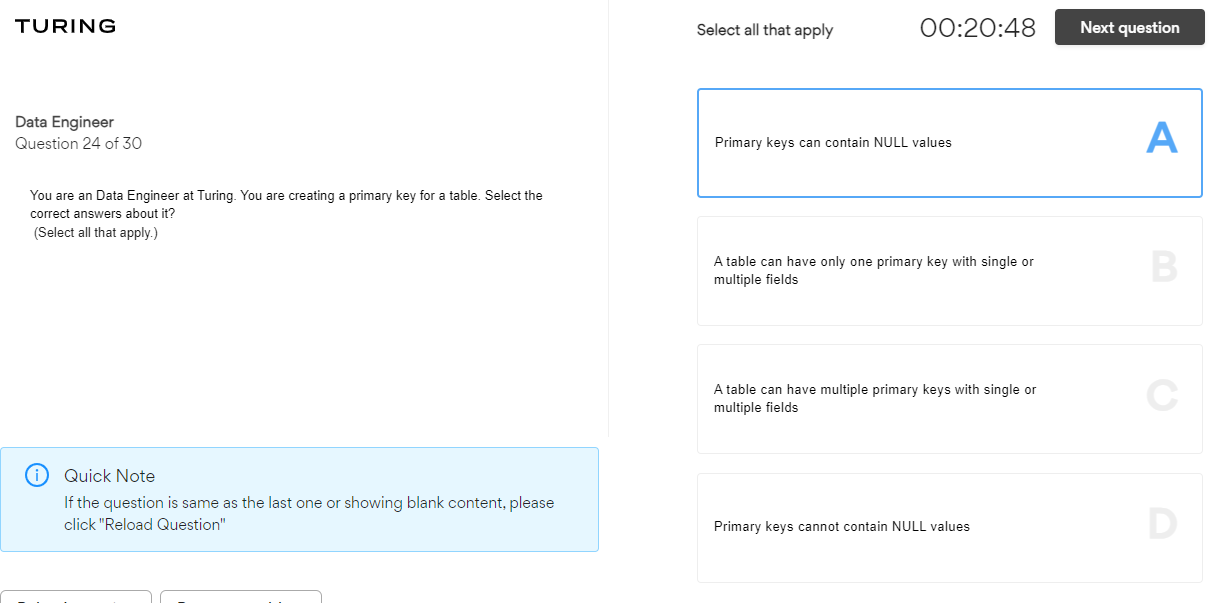 TURING
Select all that apply
00:20:48
Next question
Data Engineer
Question 24 of 30
You are an Data Engineer at Turing. You are creating a primary key for a table. Select the
correct answers about it?
(Select all that apply.)
Primary keys can contain NULL values
A
A table can have only one primary key with single or
multiple fields
B
A table can have multiple primary keys with single or
multiple fields
C
Primary keys cannot contain NULL values
D
Quick Note
If the question is same as the last one or showing blank content, please
click "Reload Question"